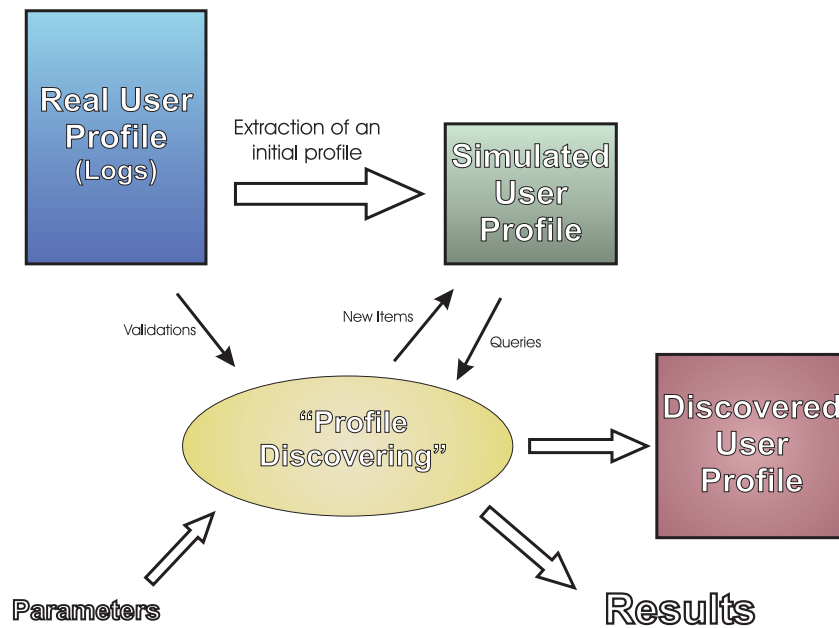 Real User
Profile
(Logs)
Extraction of an
initial profile
Simulated
User
Profile
Validations
New Items
Queries
“Profile
Discovering”
Discovered
User
Profile
Parameters
Results